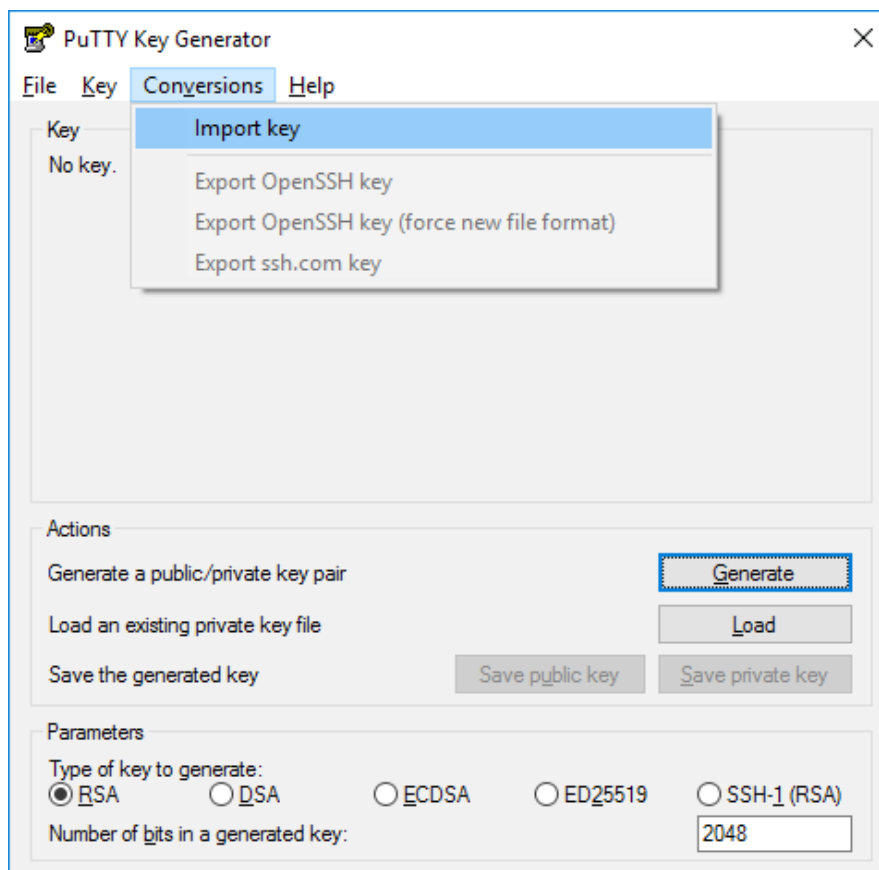 PuTTY Key Generator
File Key Conversions Help
Key
Import key
No key.
Export OpenSSH key
Export OpenSSH key (force new file format)
Export ssh.com key
Actions
Generate a public/private key pair Generate
Load an existing private key file Load
Save the generated key Save public key Save private key
Parameters
Type of key to generate:
RSA DSA ECDSA ED25519 SSH-1 (RSA)
Number of bits in a generated key: 2048